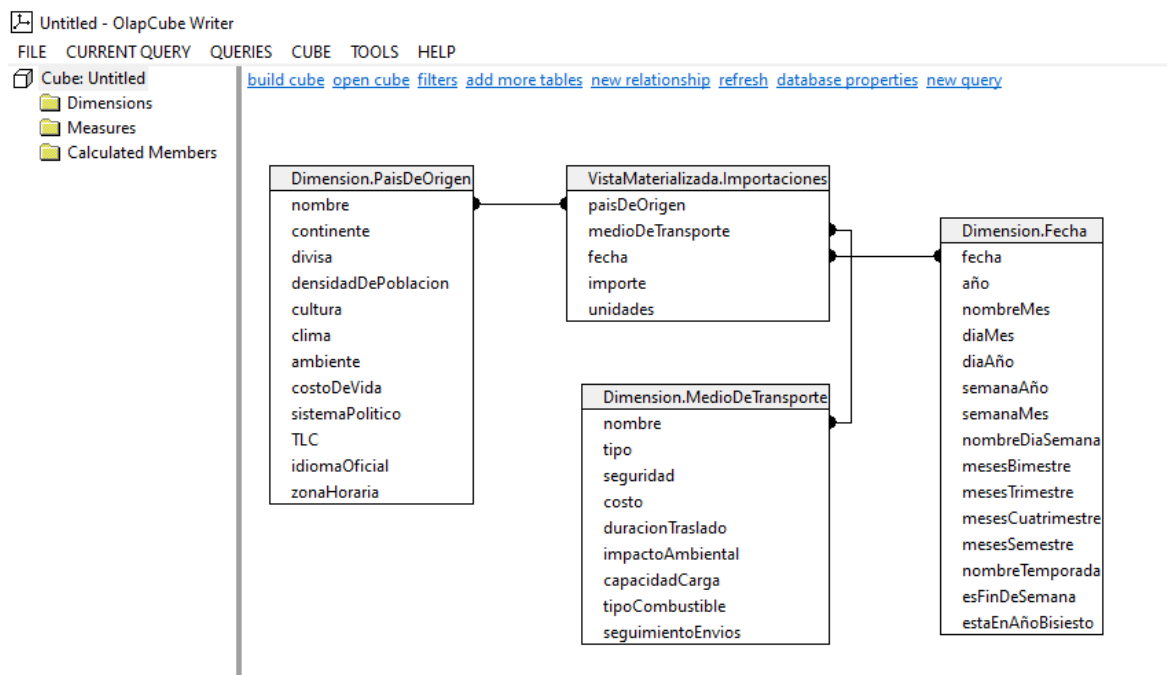 Untitled - OlapCube Writer
FILE CURRENT QUERY QUERIES CUBE TOOLS HELP
Cube: Untitled
Dimensions
Measures
Calculated Members
build cube open cube filters add more tables new relationship refresh database properties new query
Dimension.PaisDeOrigen
nombre
continente
divisa
densidadDePoblacion
cultura
clima
ambiente
costoDeVida
sistemaPolitico
TLC
idiomaOficial
zonaHoraria
VistaMaterializada.Importaciones
paisDeOrigen
medioDeTransporte
fecha
importe
unidades
Dimension.MedioDeTransporte
nombre
tipo
seguridad
costo
duracionTraslado
impactoAmbiental
capacidadCarga
tipoCombustible
seguimientoEnvios
Dimension.Fecha
fecha
año
nombreMes
diaMes
diaAño
semanaAño
semanaMes
nombreDiaSemana
mesesBimestre
mesesTrimestre
mesesCuatrimestre
mesesSemestre
nombreTemporada
esFinDeSemana
estaEnAñoBisiesto